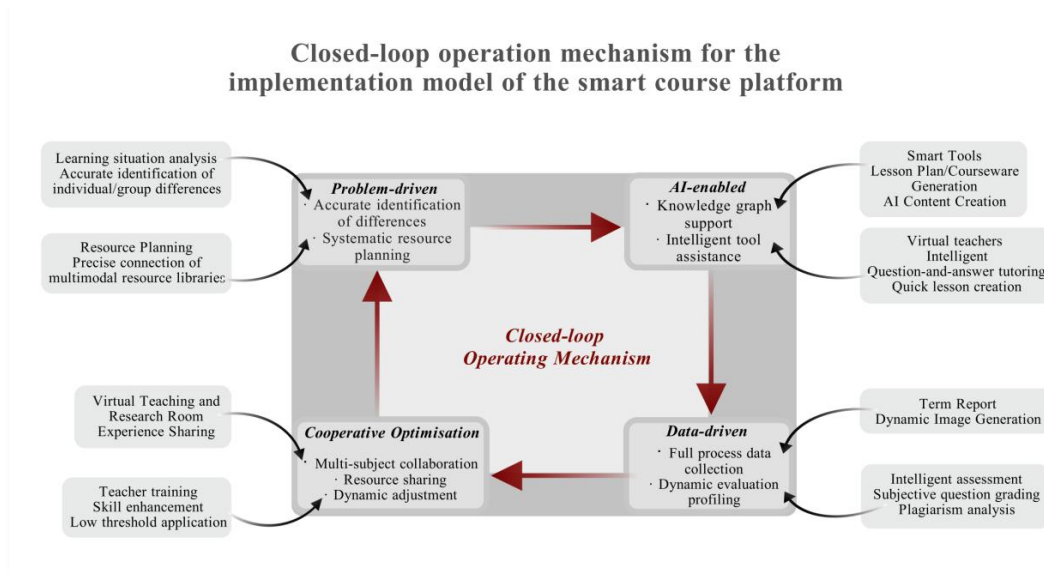 Closed-loop operation mechanism for the
implementation model of the smart course platform
Learning situation analysis
Accurate identification of
individual/group differences
Resource Planning
Precise connection of
multimodal resource libraries
Problem-driven
· Accurate identification
of differences
· Systematic resource
planning
AI-enabled
· Knowledge graph
support
· Intelligent tool
assistance
Smart Tools
Lesson Plan/Courseware
Generation
AI Content Creation
Virtual teachers
Intelligent
Question-and-answer tutoring
Quick lesson creation
Closed-loop
Operating Mechanism
Virtual Teaching and
Research Room
Experience Sharing
Teacher training
Skill enhancement
Low threshold application
Cooperative Optimisation
· Multi-subject collaboration
· Resource sharing
· Dynamic adjustment
Data-driven
· Full process data
collection
· Dynamic evaluation
profiling
Term Report
Dynamic Image Generation
Intelligent assessment
Subjective question grading
Plagiarism analysis